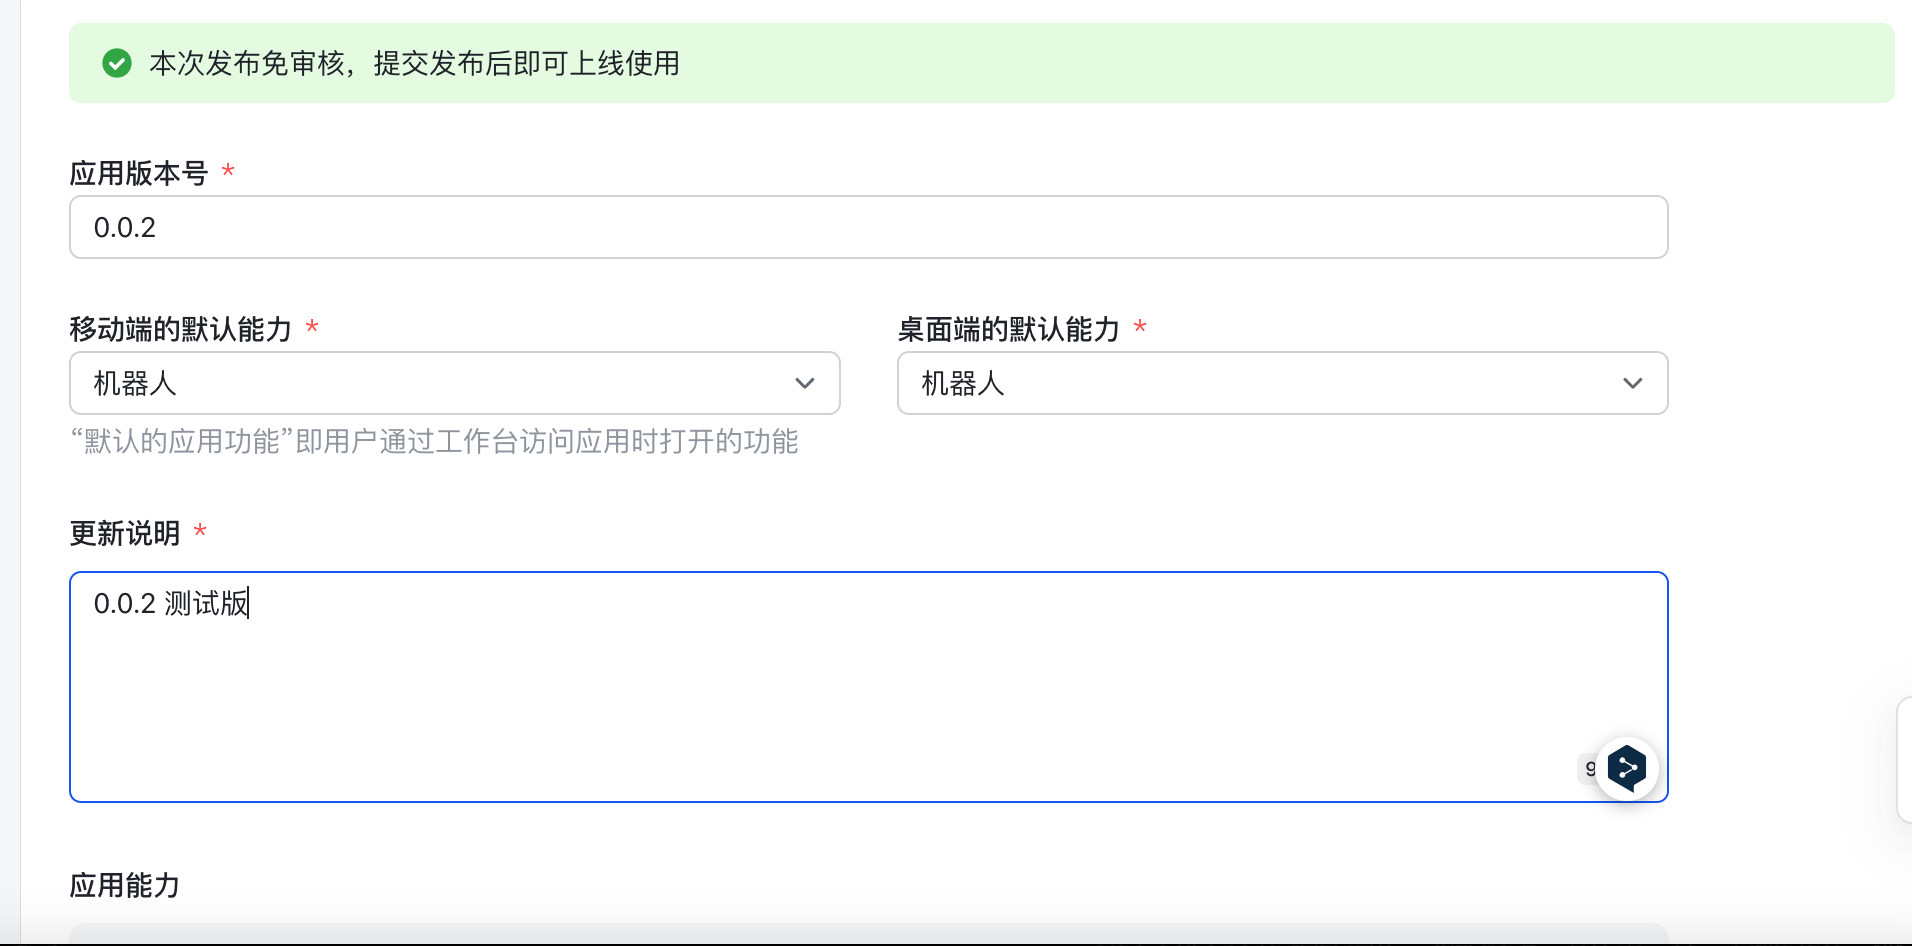 本次发布免审核，提交发布后即可上线使用
应用版本号 *
0.0.2
移动端的默认能力 *
桌面端的默认能力 *
机器人
机器人
“默认的应用功能”即用户通过工作台访问应用时打开的功能
更新说明 *
0.0.2 测试版
9
应用能力